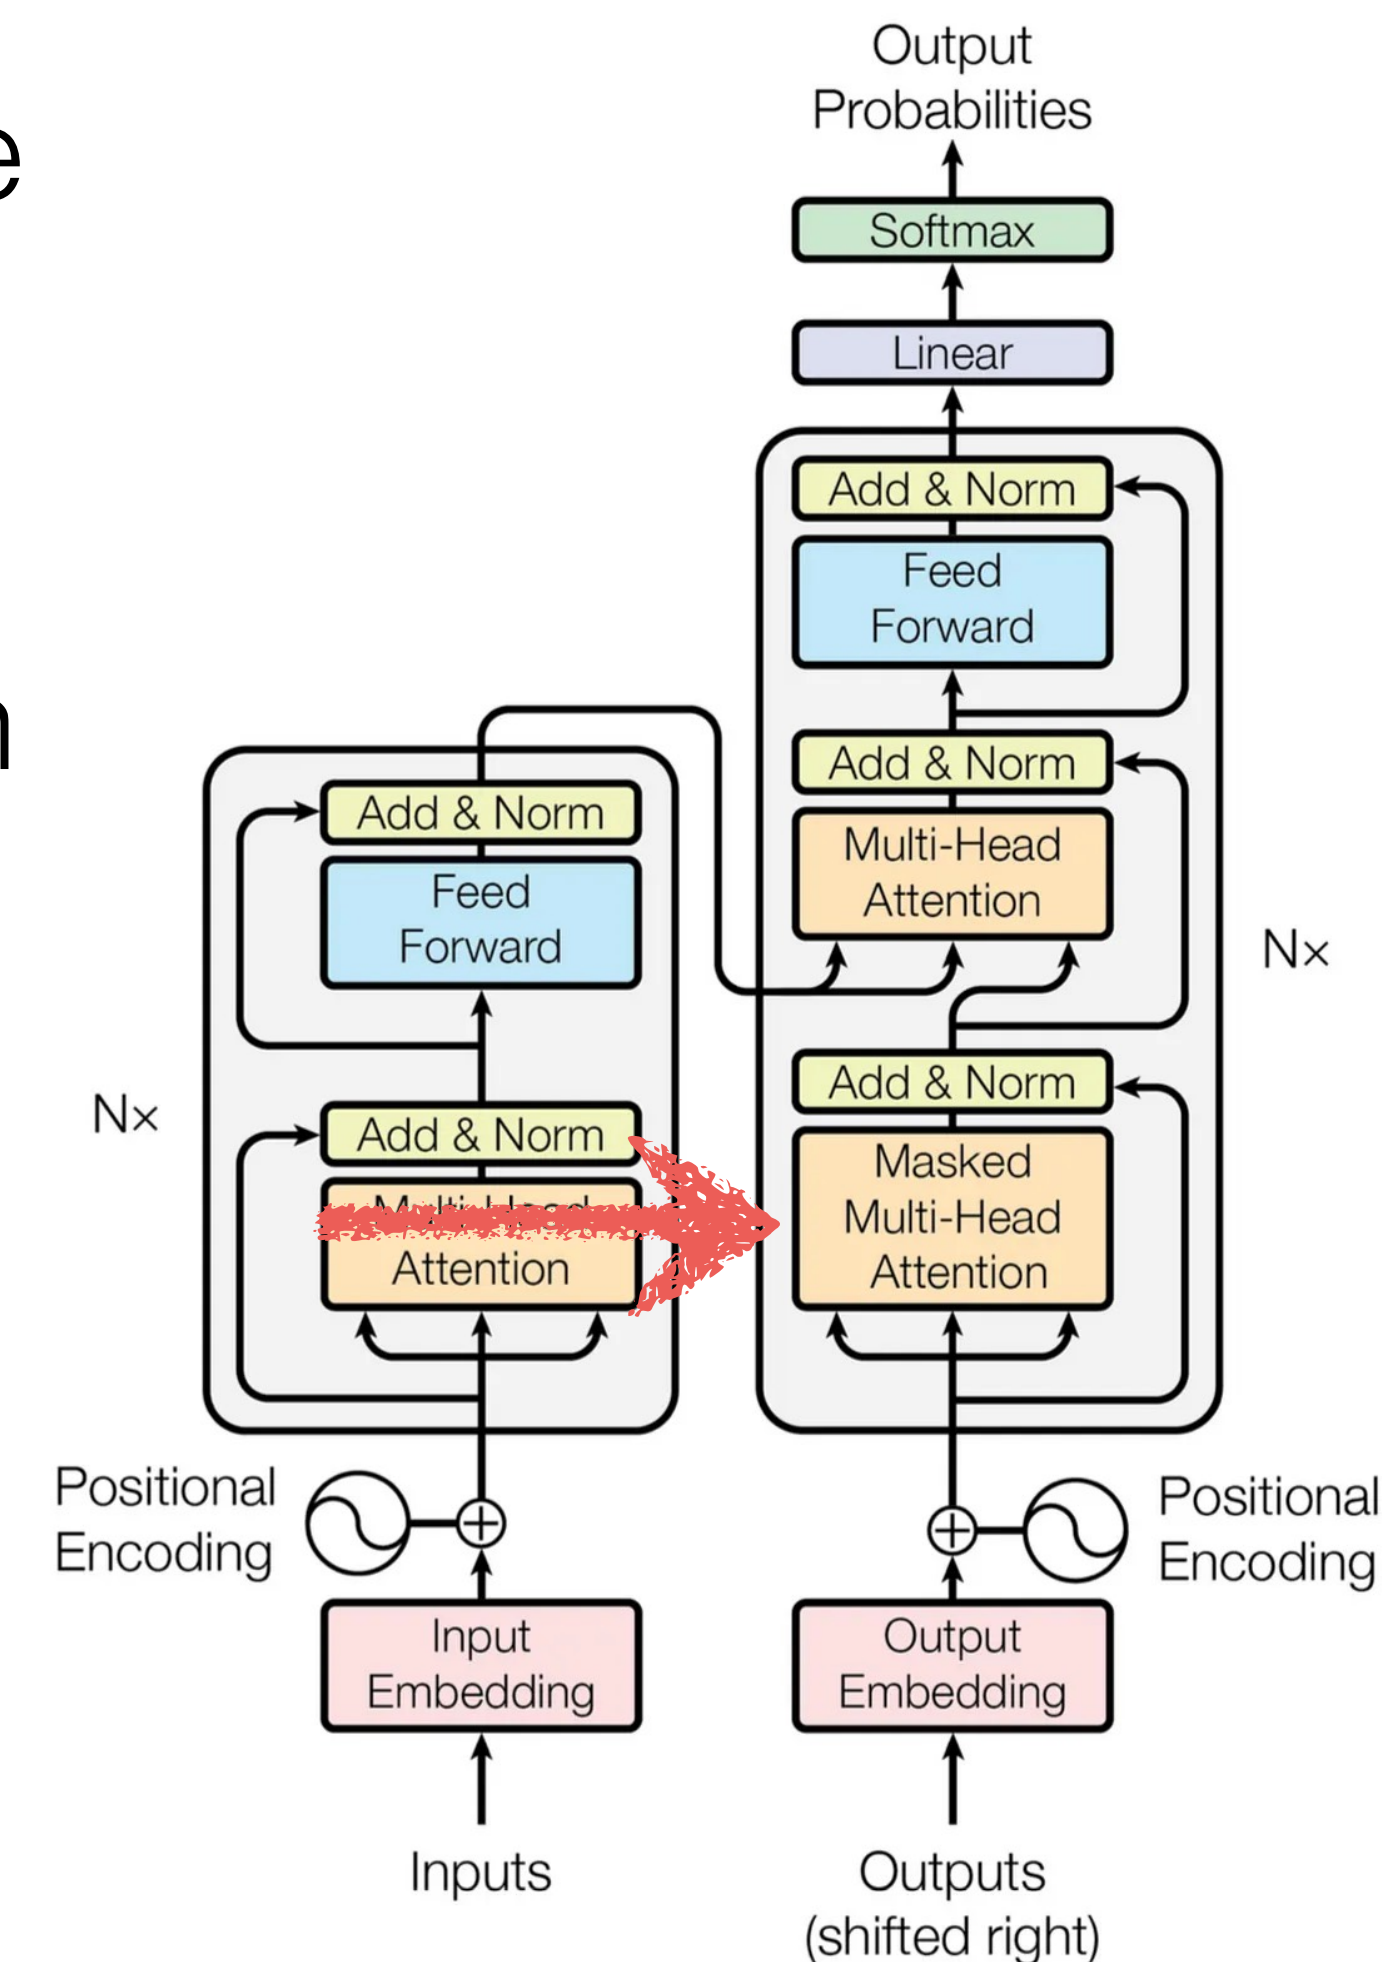 e
n
Output
Probabilities
Softmax
Linear
Add & Norm
Feed
Forward
Add & Norm
Multi-Head
Attention
Nx
Add & Norm
Masked
Multi-Head
Attention
Add & Norm
Feed
Forward
Nx
Add & Norm
Multi-Head
Attention
Positional
Encoding
Positional
Encoding
Input
Embedding
Output
Embedding
Inputs
Outputs
(shifted right)